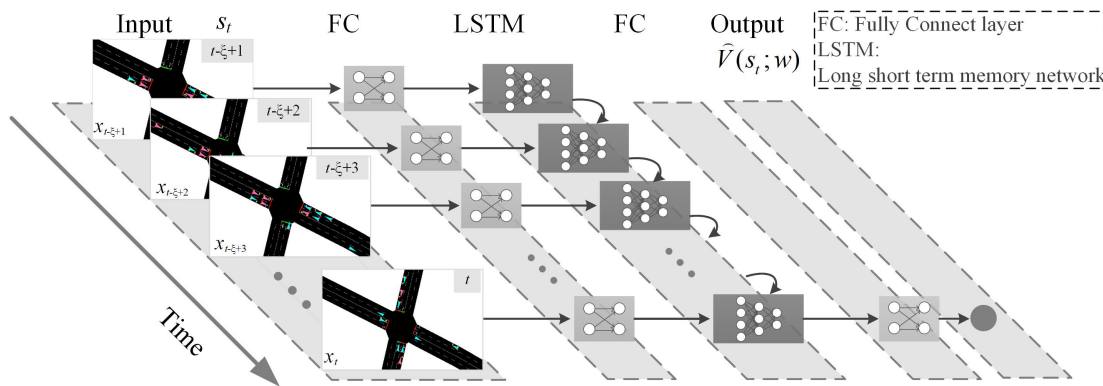 Input s_t FC LSTM FC Output
V̂(s_t; w)
FC: Fully Connect layer
LSTM:
Long short term memory network
t-ξ+1
x_{t-ξ+1}
t-ξ+2
x_{t-ξ+2}
t-ξ+3
x_{t-ξ+3}
t
x_t
Time